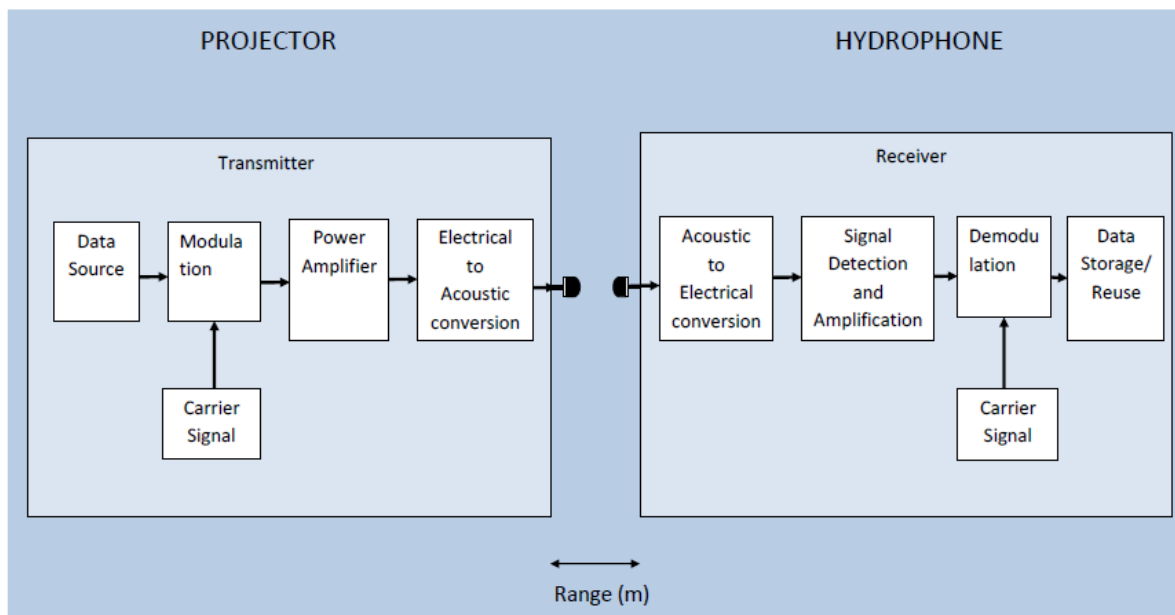 PROJECTOR
HYDROPHONE
Transmitter
Receiver
Data
Source
Modula
tion
Power
Amplifier
Electrical
to
Acoustic
conversion
Acoustic
to
Electrical
conversion
Signal
Detection
and
Amplification
Demodu
lation
Data
Storage/
Reuse
Carrier
Signal
Carrier
Signal
Range (m)